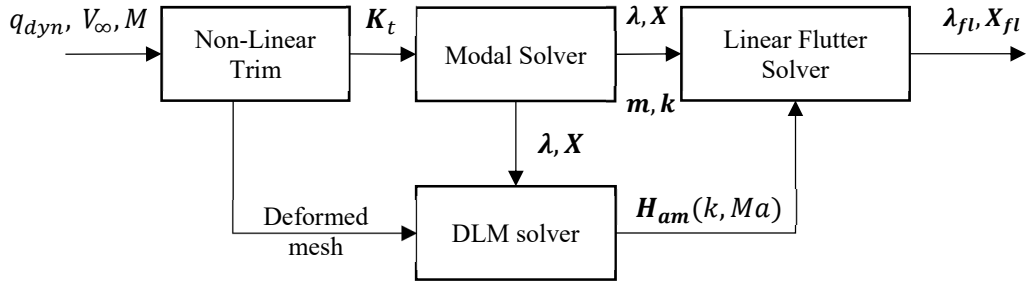 q_dyn, V_∞, M
Non-Linear
Trim
K_t
Modal Solver
λ, X
m, k
Linear Flutter
Solver
λ_fl, X_fl
λ, X
Deformed
mesh
DLM solver
H_am(k, Ma)